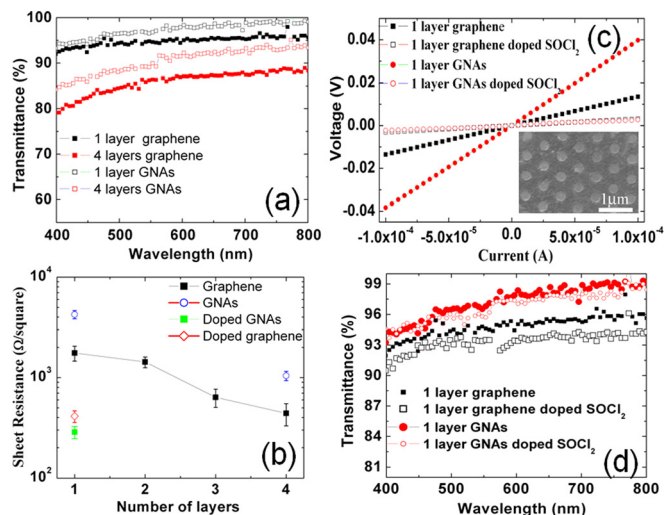 (a)
100
90
80
70
60
Transmittance (%)
1 layer graphene
4 layers graphene
1 layer GNAs
4 layers GNAs
400 500 600 700 800
Wavelength (nm)
(c)
1 layer graphene
1 layer graphene doped SOCl₂
1 layer GNAs
1 layer GNAs doped SOCl₂
0.04
0.02
0.00
-0.02
-0.04
Voltage (V)
1μm
-1.0x10⁻⁴ -5.0x10⁻⁵ 0.0 5.0x10⁻⁵ 1.0x10⁻⁴
Current (A)
(b)
10⁴
10³
10²
Sheet Resistance (Ω/square)
Graphene
GNAs
Doped GNAs
Doped graphene
1 2 3 4
Number of layers
(d)
99
96
93
90
87
84
81
Transmittance (%)
1 layer graphene
1 layer graphene doped SOCl₂
1 layer GNAs
1 layer GNAs doped SOCl₂
400 500 600 700 800
Wavelength (nm)